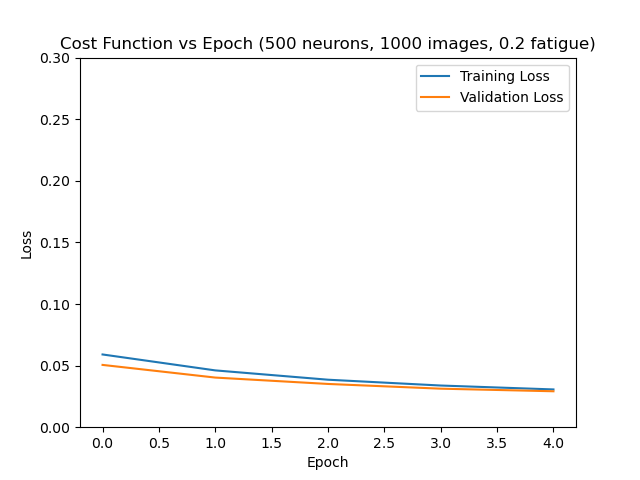 Cost Function vs Epoch (500 neurons, 1000 images, 0.2 fatigue)
0.30
0.25
0.20
0.15
0.10
0.05
0.00
Loss
Training Loss
Validation Loss
0.0 0.5 1.0 1.5 2.0 2.5 3.0 3.5 4.0
Epoch